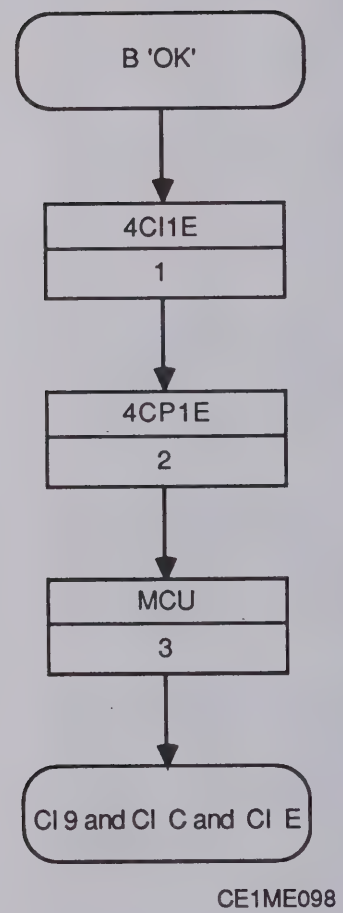 B 'OK'
4CI1E
1
4CP1E
2
MCU
3
CI 9 and CI C and CI E
CE1ME098